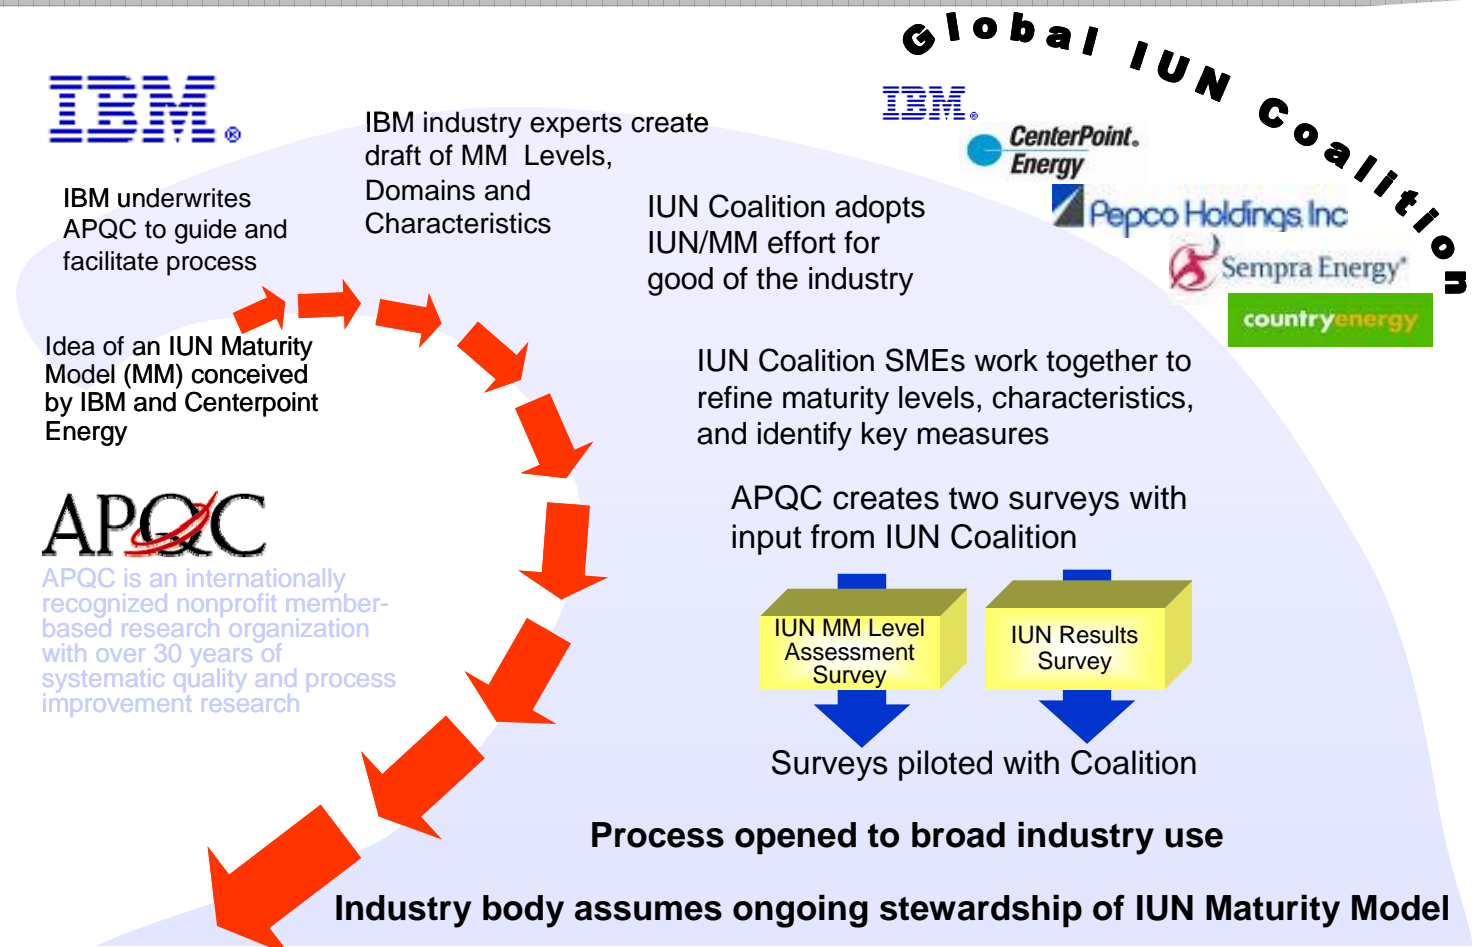 Global IUN Coalition
IBM®
IBM.
CenterPoint.
Energy
Pepco Holdings, Inc
Sempra Energy®
countryenergy
IBM underwrites
APQC to guide and
facilitate process
IBM industry experts create
draft of MM Levels,
Domains and
Characteristics
IUN Coalition adopts
IUN/MM effort for
good of the industry
Idea of an IUN Maturity
Model (MM) conceived
by IBM and Centerpoint
Energy
IUN Coalition SMEs work together to
refine maturity levels, characteristics,
and identify key measures
APQC
APQC is an internationally
recognized nonprofit member-
based research organization
with over 30 years of
systematic quality and process
improvement research
APQC creates two surveys with
input from IUN Coalition
IUN MM Level
Assessment
Survey
IUN Results
Survey
Surveys piloted with Coalition
Process opened to broad industry use
Industry body assumes ongoing stewardship of IUN Maturity Model